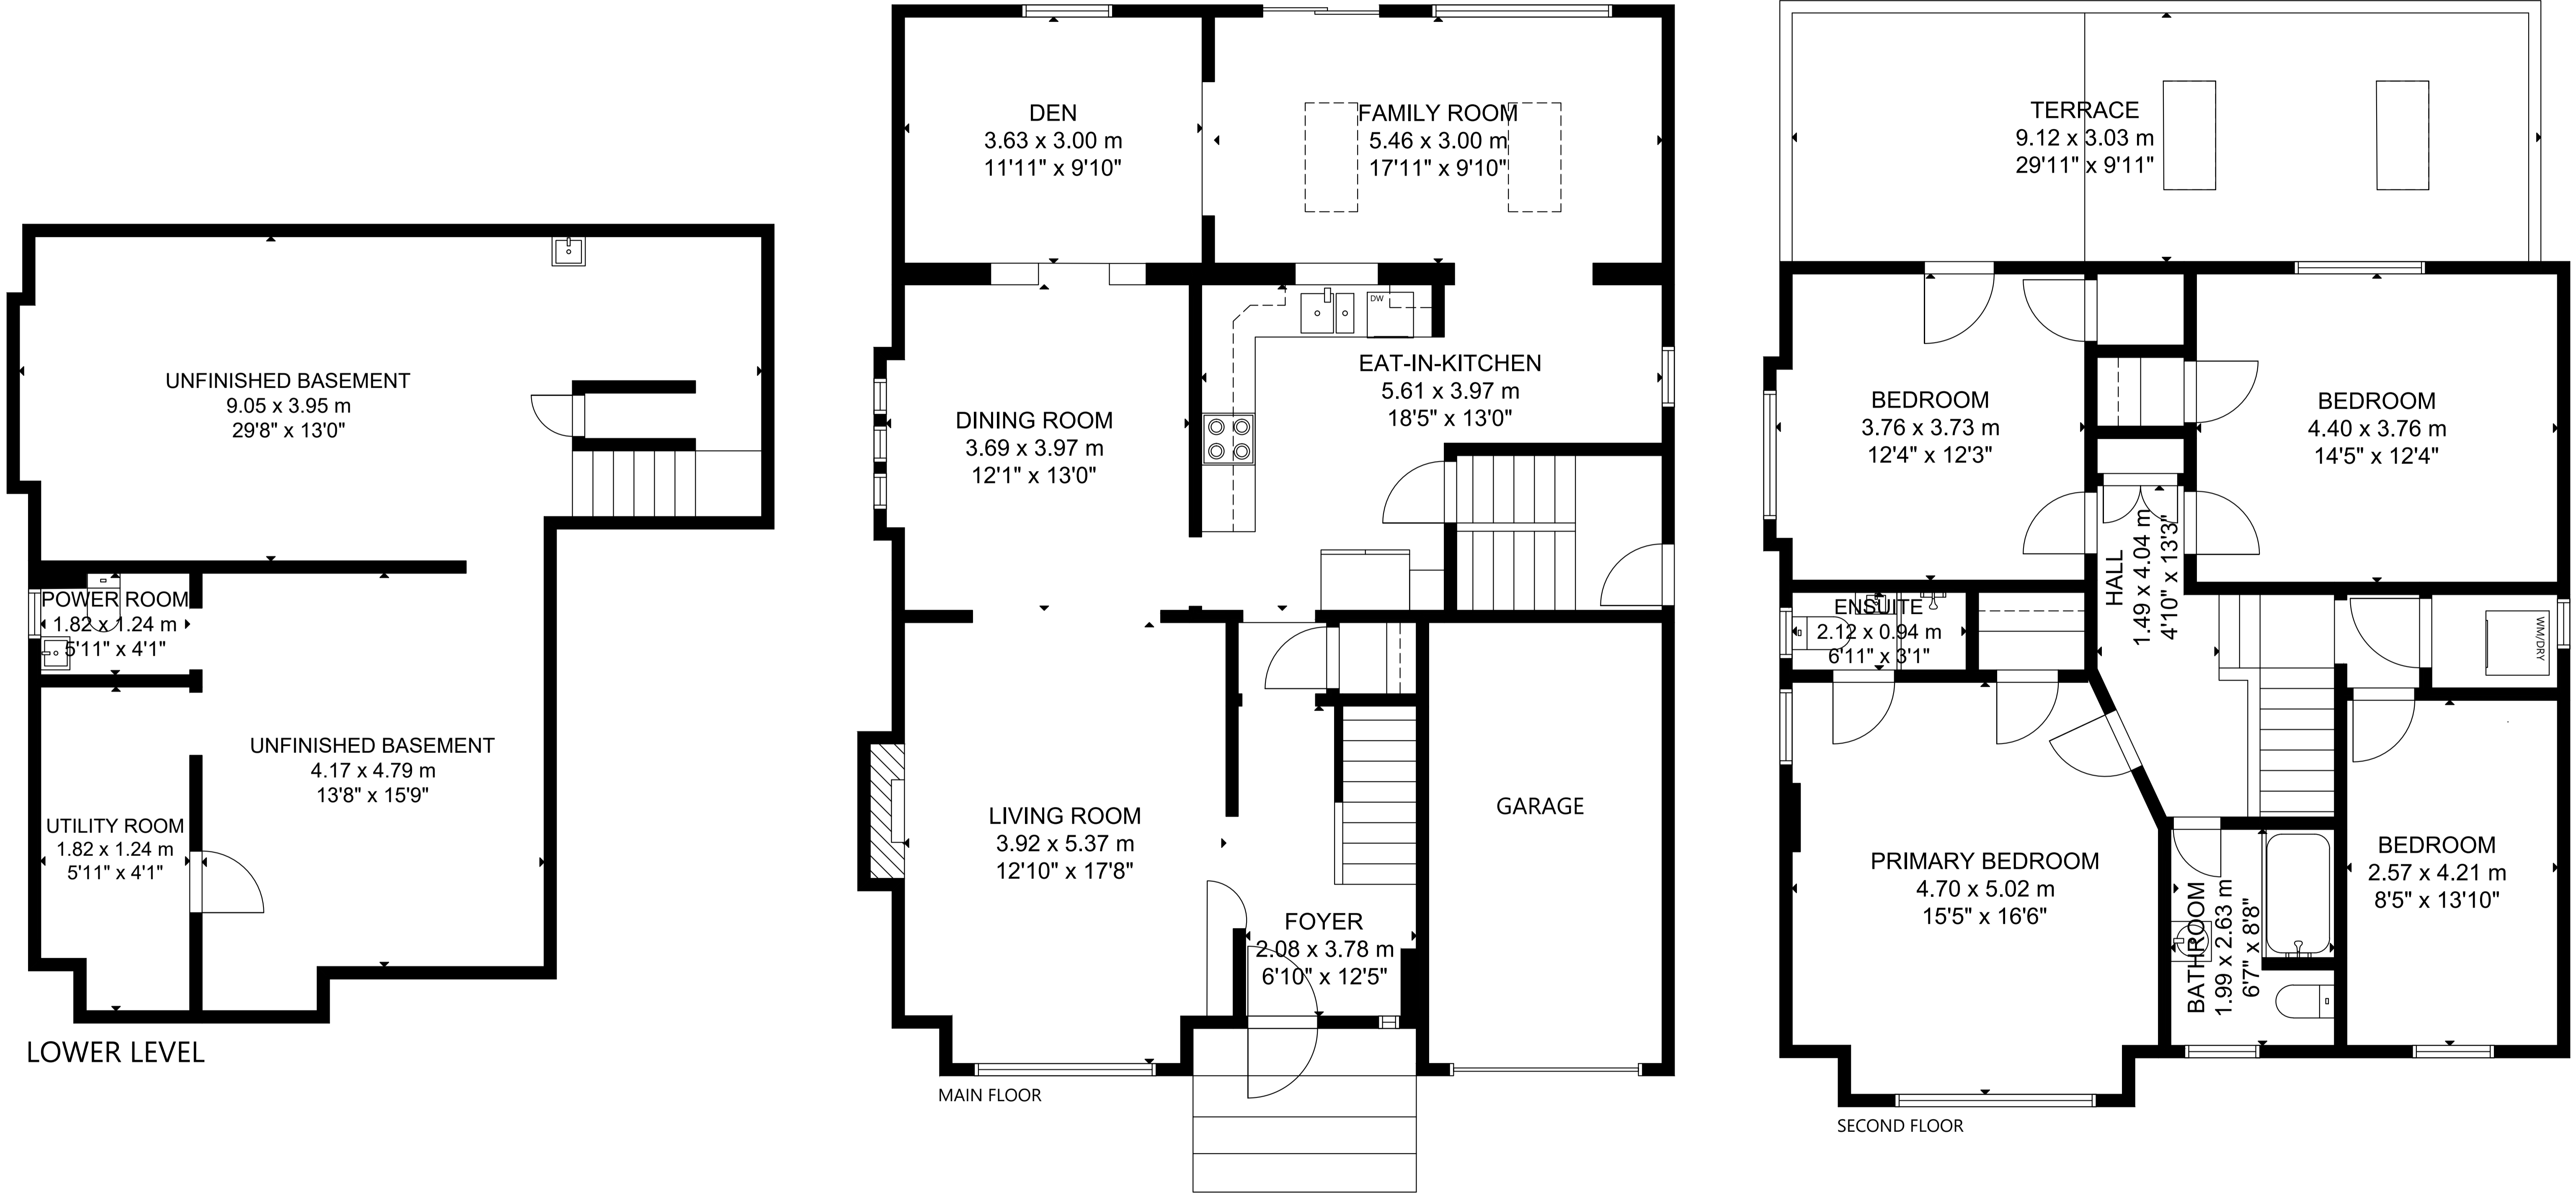 UNFINISHED BASEMENT
9.05 x 3.95 m
29'8" x 13'0"
POWER ROOM
1.82 x 1.24 m
5'11" x 4'1"
UNFINISHED BASEMENT
4.17 x 4.79 m
13'8" x 15'9"
UTILITY ROOM
1.82 x 1.24 m
5'11" x 4'1"
LOWER LEVEL
DEN
3.63 x 3.00 m
11'11" x 9'10"
FAMILY ROOM
5.46 x 3.00 m
17'11" x 9'10"
DW
EAT-IN-KITCHEN
5.61 x 3.97 m
18'5" x 13'0"
DINING ROOM
3.69 x 3.97 m
12'1" x 13'0"
LIVING ROOM
3.92 x 5.37 m
12'10" x 17'8"
GARAGE
FOYER
2.08 x 3.78 m
6'10" x 12'5"
MAIN FLOOR
TERRACE
9.12 x 3.03 m
29'11" x 9'11"
BEDROOM
3.76 x 3.73 m
12'4" x 12'3"
BEDROOM
4.40 x 3.76 m
14'5" x 12'4"
HALL
1.49 x 4.04 m
4'10" x 13'3"
ENSUITE
2.12 x 0.94 m
6'11" x 3'1"
WM/DRY
PRIMARY BEDROOM
4.70 x 5.02 m
15'5" x 16'6"
BATHROOM
1.99 x 2.63 m
6'7" x 8'8"
BEDROOM
2.57 x 4.21 m
8'5" x 13'10"
SECOND FLOOR